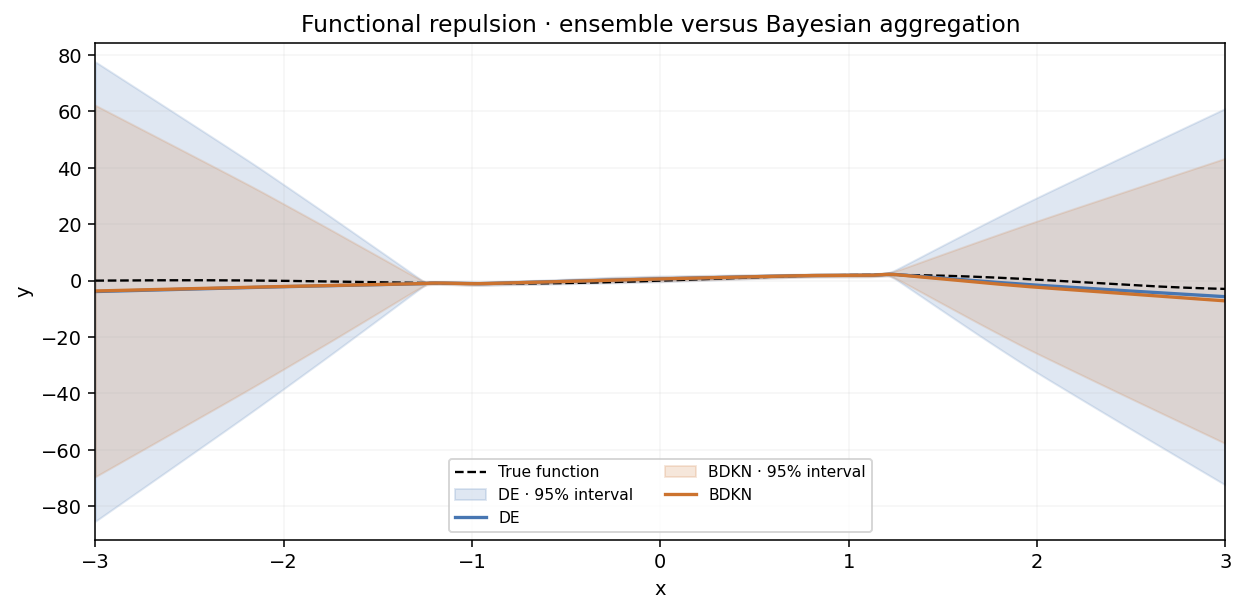 Functional repulsion · ensemble versus Bayesian aggregation
80
60
40
20
0
−20
−40
−60
−80
y
−3
−2
−1
0
1
2
3
x
True function
DE · 95% interval
DE
BDKN · 95% interval
BDKN